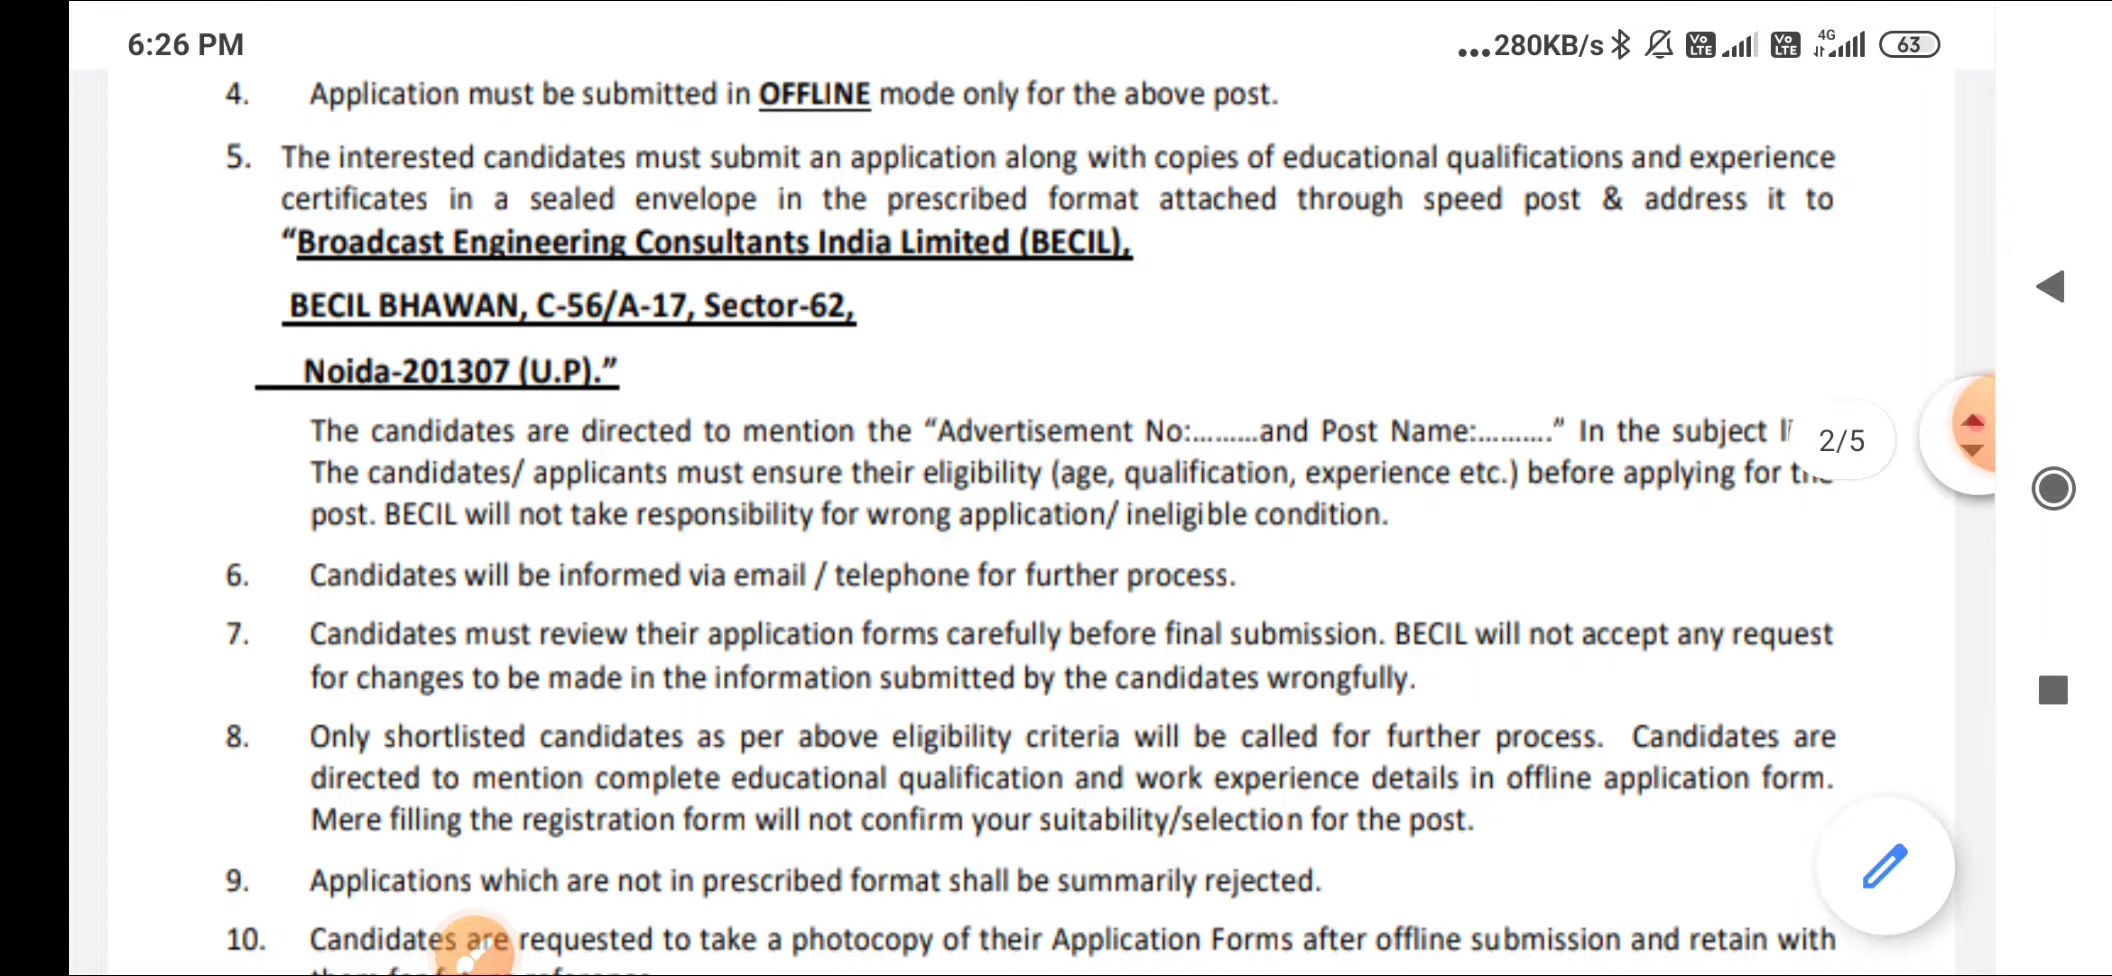 6:26 PM
...280KB/s Vo LTE Vo LTE 4G 63
4. Application must be submitted in OFFLINE mode only for the above post.
5. The interested candidates must submit an application along with copies of educational qualifications and experience
certificates in a sealed envelope in the prescribed format attached through speed post & address it to
“Broadcast Engineering Consultants India Limited (BECIL),
BECIL BHAWAN, C-56/A-17, Sector-62,
Noida-201307 (U.P).”
The candidates are directed to mention the “Advertisement No:.........and Post Name:..........” In the subject
2/5
The candidates/ applicants must ensure their eligibility (age, qualification, experience etc.) before applying for
post. BECIL will not take responsibility for wrong application/ ineligible condition.
6. Candidates will be informed via email / telephone for further process.
7. Candidates must review their application forms carefully before final submission. BECIL will not accept any request
for changes to be made in the information submitted by the candidates wrongfully.
8. Only shortlisted candidates as per above eligibility criteria will be called for further process. Candidates are
directed to mention complete educational qualification and work experience details in offline application form.
Mere filling the registration form will not confirm your suitability/selection for the post.
9. Applications which are not in prescribed format shall be summarily rejected.
10. Candidates are requested to take a photocopy of their Application Forms after offline submission and retain with